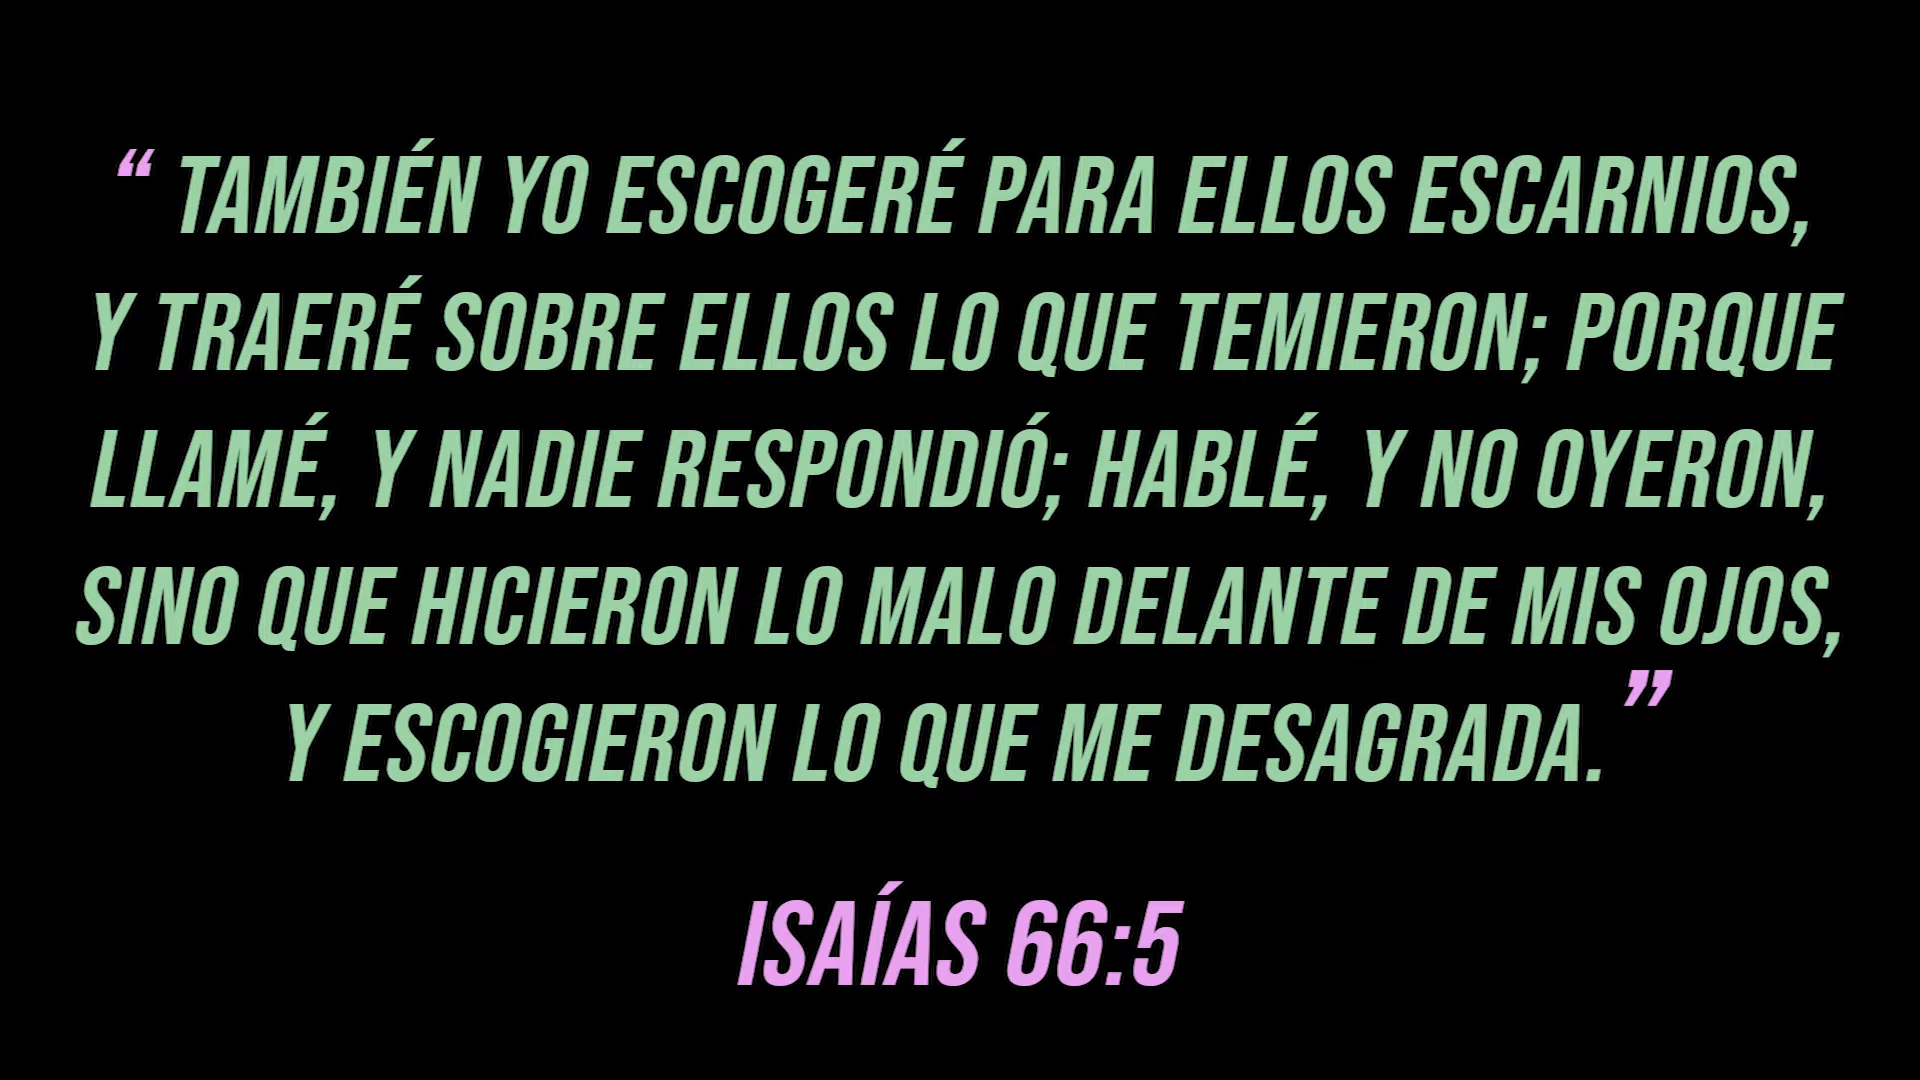 “ TAMBIÉN YO ESCOGERÉ PARA ELLOS ESCARNIOS,
Y TRAERÉ SOBRE ELLOS LO QUE TEMIERON; PORQUE
LLAMÉ, Y NADIE RESPONDIÓ; HABLÉ, Y NO OYERON,
SINO QUE HICIERON LO MALO DELANTE DE MIS OJOS,
Y ESCOGIERON LO QUE ME DESAGRADA.”
ISAÍAS 66:5